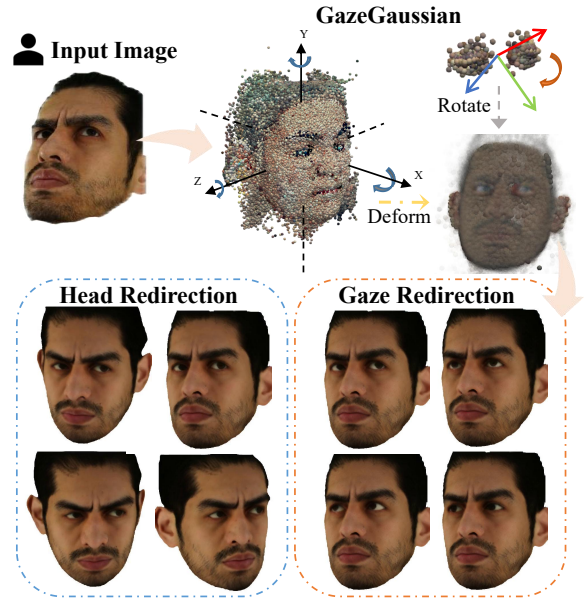 GazeGaussian
Input Image
Y
Rotate
Z
X
Deform
Head Redirection
Gaze Redirection